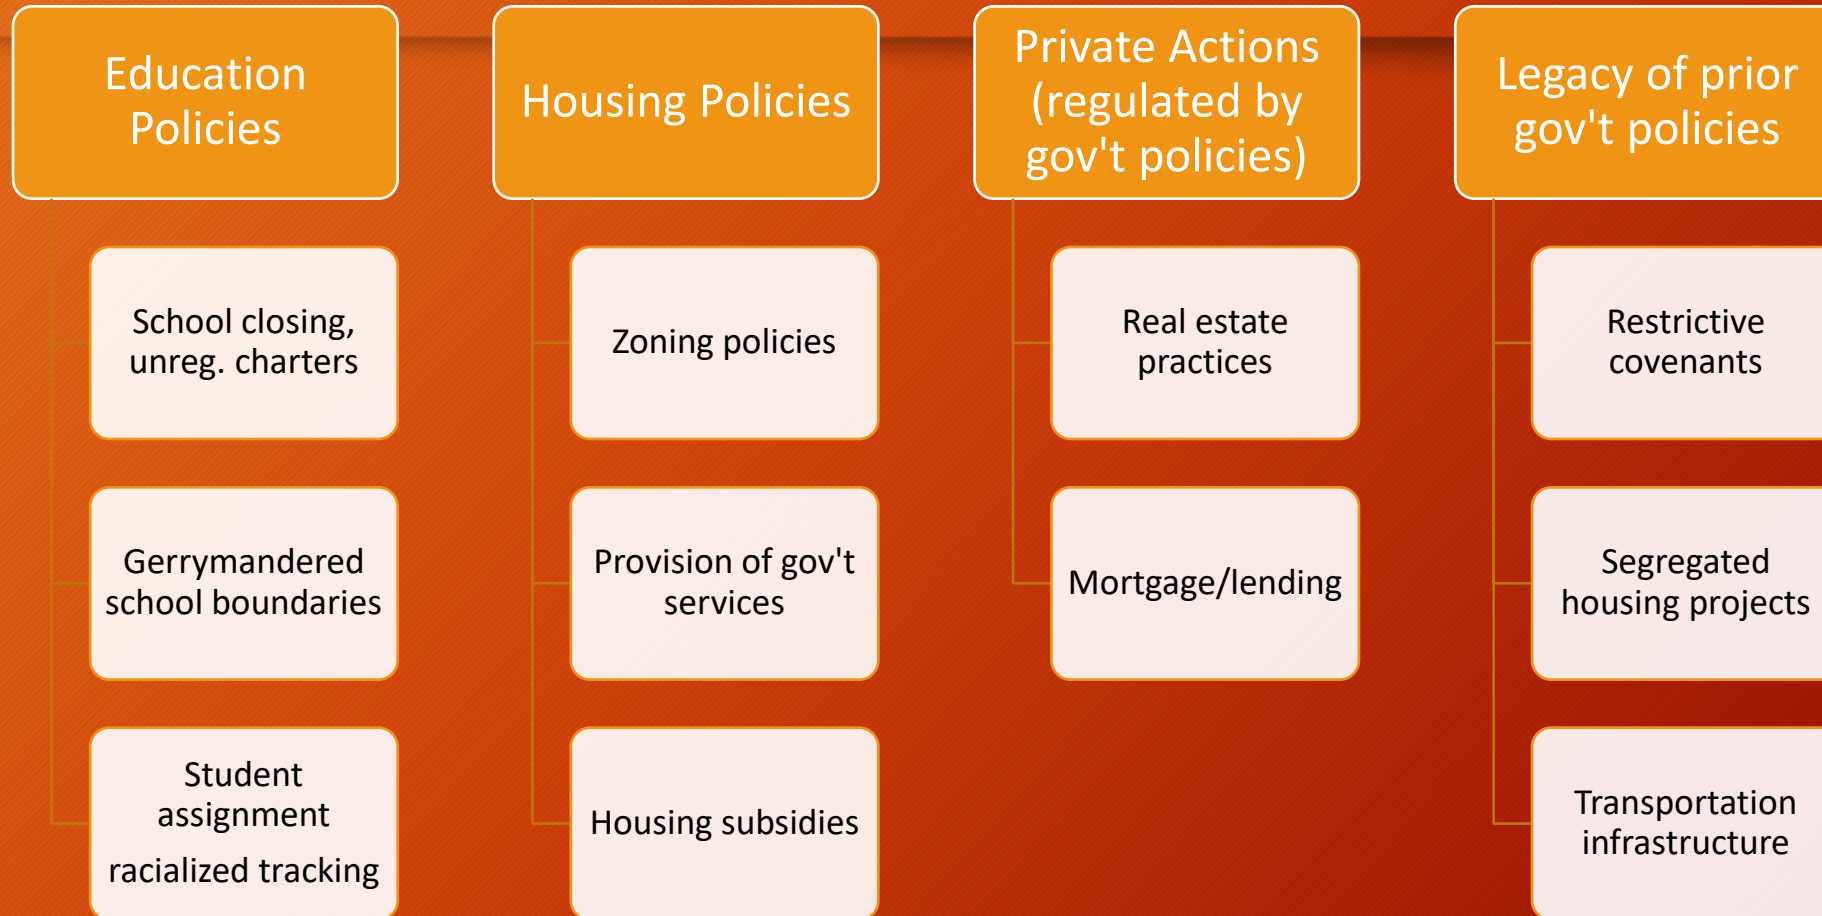 Education
Policies
School closing,
unreg. charters
Gerrymandered
school boundaries
Student
assignment
racialized tracking
Housing Policies
Zoning policies
Provision of gov't
services
Housing subsidies
Private Actions
(regulated by
gov't policies)
Real estate
practices
Mortgage/lending
Legacy of prior
gov't policies
Restrictive
covenants
Segregated
housing projects
Transportation
infrastructure